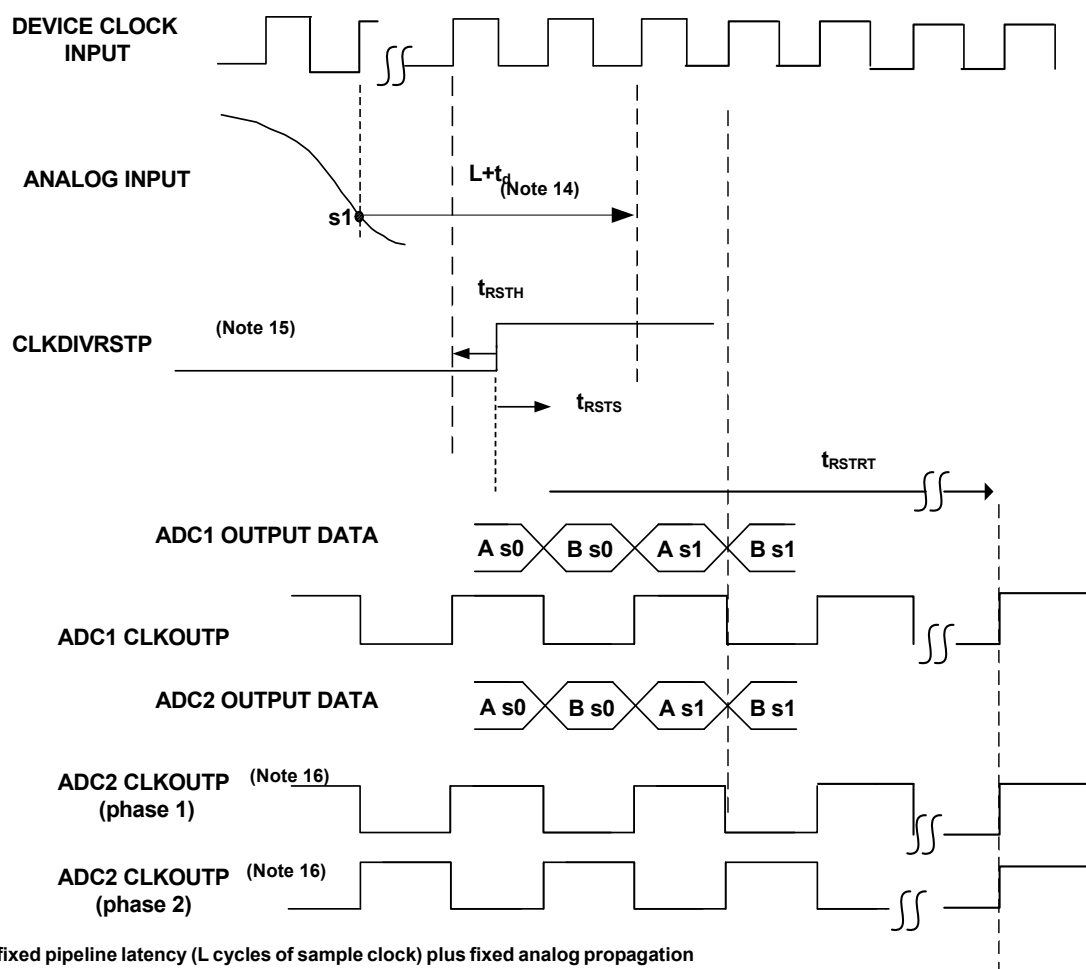 DEVICE CLOCK
INPUT
ANALOG INPUT
L+td
(Note 14)
s1
tRSTH
(Note 15)
CLKDIVRSTP
tRSTS
tRSTRT
ADC1 OUTPUT DATA
A s0 B s0 A s1 B s1
ADC1 CLKOUTP
ADC2 OUTPUT DATA
A s0 B s0 A s1 B s1
ADC2 CLKOUTP (Note 16)
(phase 1)
ADC2 CLKOUTP (Note 16)
(phase 2)
fixed pipeline latency (L cycles of sample clock) plus fixed analog propagation